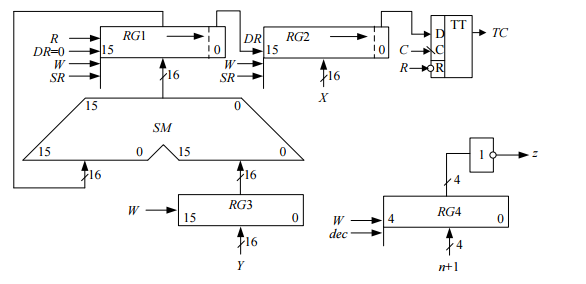 R RG1 DR RG2 D TT TC
DR=0 15 0 15 0 C C
W W R R
SR 16 SR 16
X
15 0
SM 1 z
15 0 15 0
16 16 4
W RG3 W RG4
15 0 4 0
dec
16 4
Y n+1